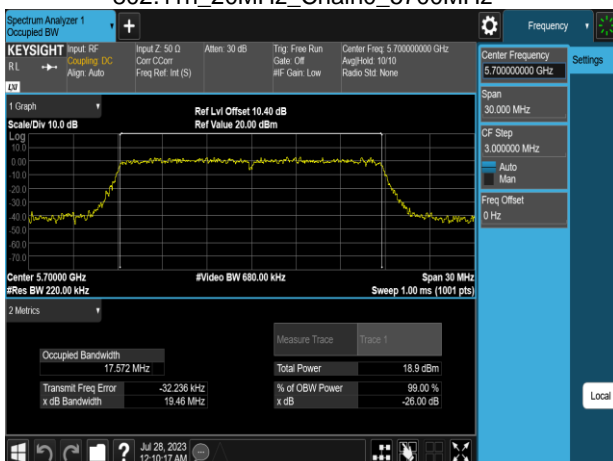 802.11n_20MHz_Chain0_5700MHz
Spectrum Analyzer 1
Occupied BW
+
Frequency
KEYSIGHT
RL
Input: RF
Coupling: DC
Align: Auto
Input Z: 50 Ω
Corr CCorr
Freq Ref: Int (S)
Atten: 30 dB
Trig: Free Run
Gate: Off
#IF Gain: Low
Center Freq: 5.700000000 GHz
Avg|Hold: 10/10
Radio Std: None
Center Frequency
5.700000000 GHz
Settings
Span
30.000 MHz
CF Step
3.000000 MHz
Auto
Man
Freq Offset
0 Hz
Local
1 Graph
Scale/Div 10.0 dB
Ref Lvl Offset 10.40 dB
Ref Value 20.00 dBm
Log
10.0
0.00
-10.0
-20.0
-30.0
-40.0
-50.0
-60.0
-70.0
Center 5.70000 GHz
#Res BW 220.00 kHz
#Video BW 680.00 kHz
Span 30 MHz
Sweep 1.00 ms (1001 pts)
2 Metrics
Measure Trace
Trace 1
Occupied Bandwidth
17.572 MHz
Total Power
18.9 dBm
Transmit Freq Error
-32.236 kHz
% of OBW Power
99.00 %
x dB Bandwidth
19.46 MHz
x dB
-26.00 dB
?
Jul 28, 2023
12:10:17 AM